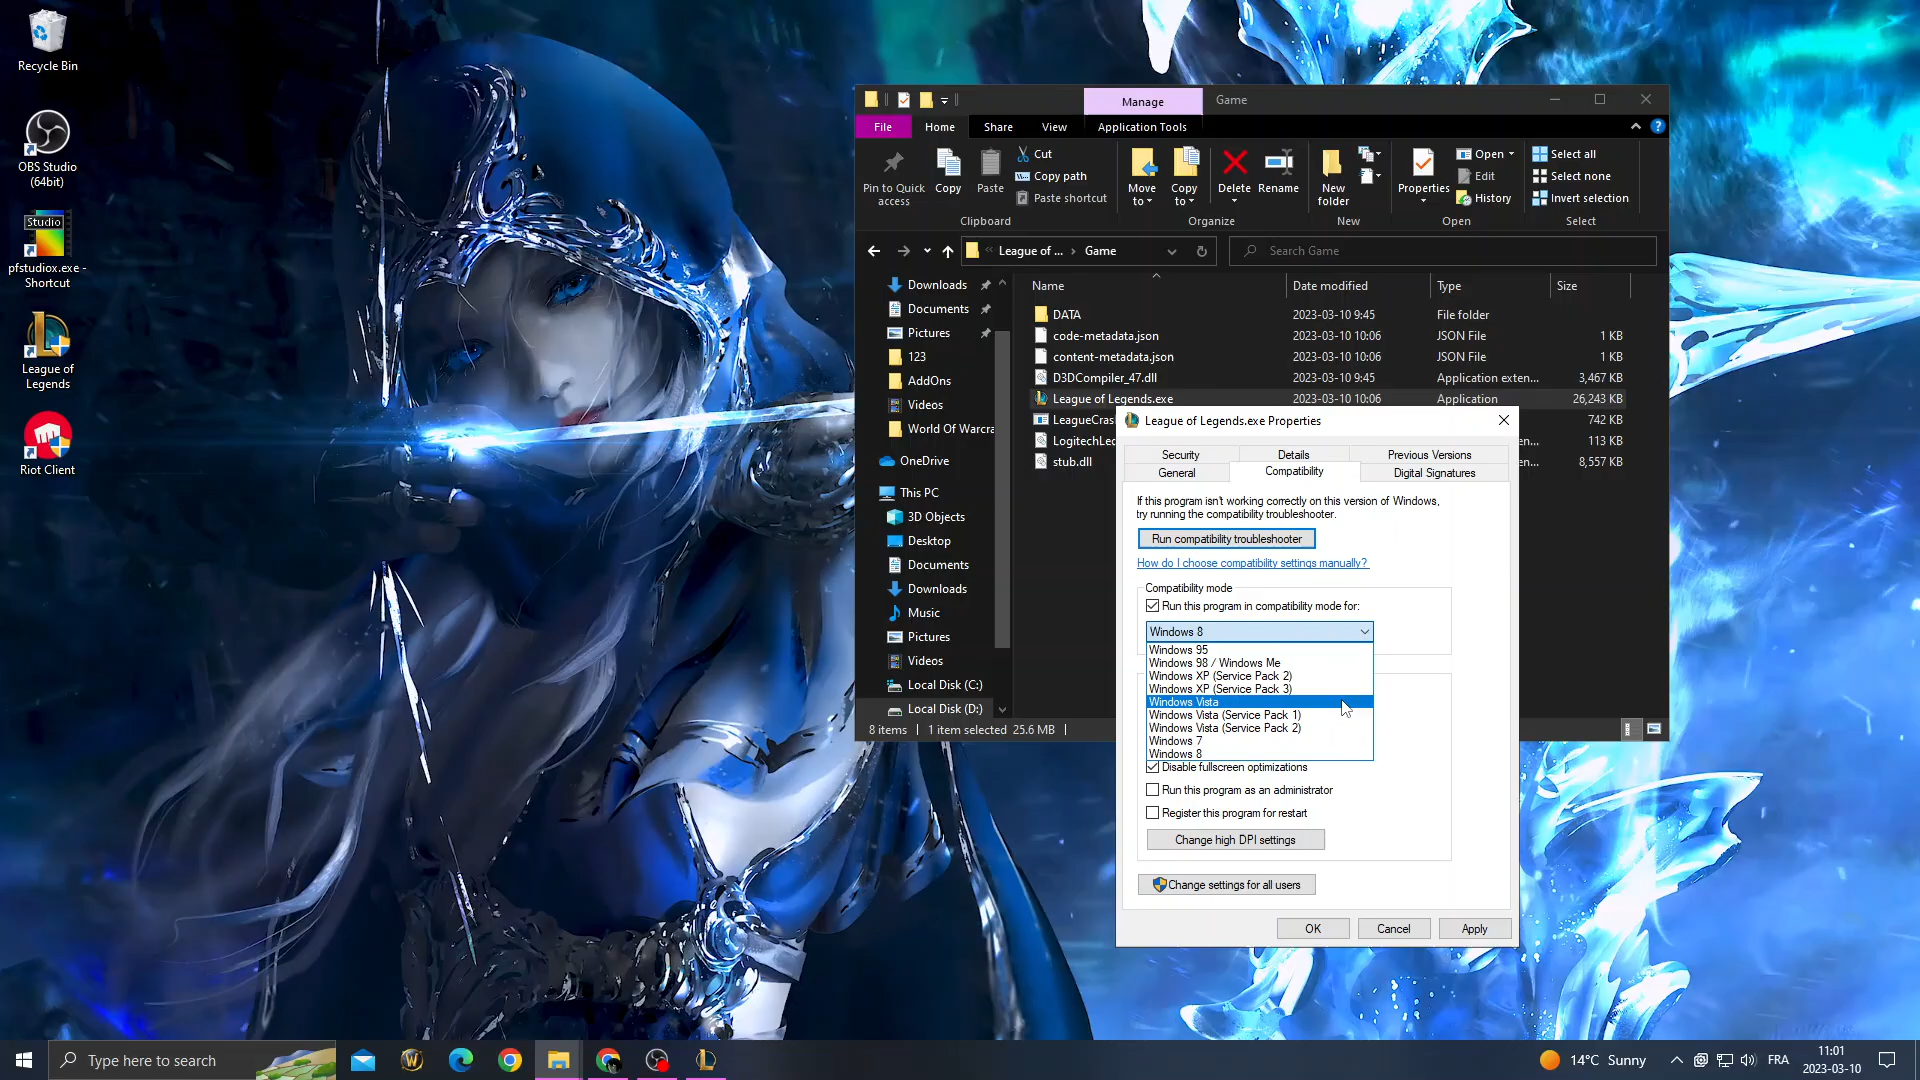 Recycle Bin
OBS Studio
(64bit)
Studio
pfstudiox.exe -
Shortcut
League of
Legends
Riot Client
Manage
Game
File
Home
Share
View
Application Tools
Pin to Quick
access
Copy
Paste
Cut
Copy path
Paste shortcut
Clipboard
Move
to
Copy
to
Delete
Rename
Organize
New
folder
New
Properties
Open
Edit
History
Open
Select all
Select none
Invert selection
Select
League of ... > Game
Search Game
Downloads
Documents
Pictures
123
AddOns
Videos
World Of Warcra
OneDrive
This PC
3D Objects
Desktop
Documents
Downloads
Music
Pictures
Videos
Local Disk (C:)
Local Disk (D:)
Name Date modified Type Size
DATA 2023-03-10 9:45 File folder
code-metadata.json 2023-03-10 10:06 JSON File 1 KB
content-metadata.json 2023-03-10 10:06 JSON File 1 KB
D3DCompiler_47.dll 2023-03-10 9:45 Application exten... 3,467 KB
League of Legends.exe 2023-03-10 10:06 Application 26,243 KB
LeagueCras 742 KB
LogitechLed en... 113 KB
stub.dll en... 8,557 KB
8 items 1 item selected 25.6 MB
League of Legends.exe Properties
Security Details Previous Versions
General Compatibility Digital Signatures
If this program isn't working correctly on this version of Windows,
try running the compatibility troubleshooter.
Run compatibility troubleshooter
How do I choose compatibility settings manually?
Compatibility mode
Run this program in compatibility mode for:
Windows 8
Windows 95
Windows 98 / Windows Me
Windows XP (Service Pack 2)
Windows XP (Service Pack 3)
Windows Vista
Windows Vista (Service Pack 1)
Windows Vista (Service Pack 2)
Windows 7
Windows 8
Disable fullscreen optimizations
Run this program as an administrator
Register this program for restart
Change high DPI settings
Change settings for all users
OK Cancel Apply
Type here to search
14°C Sunny
FRA
11:01
2023-03-10